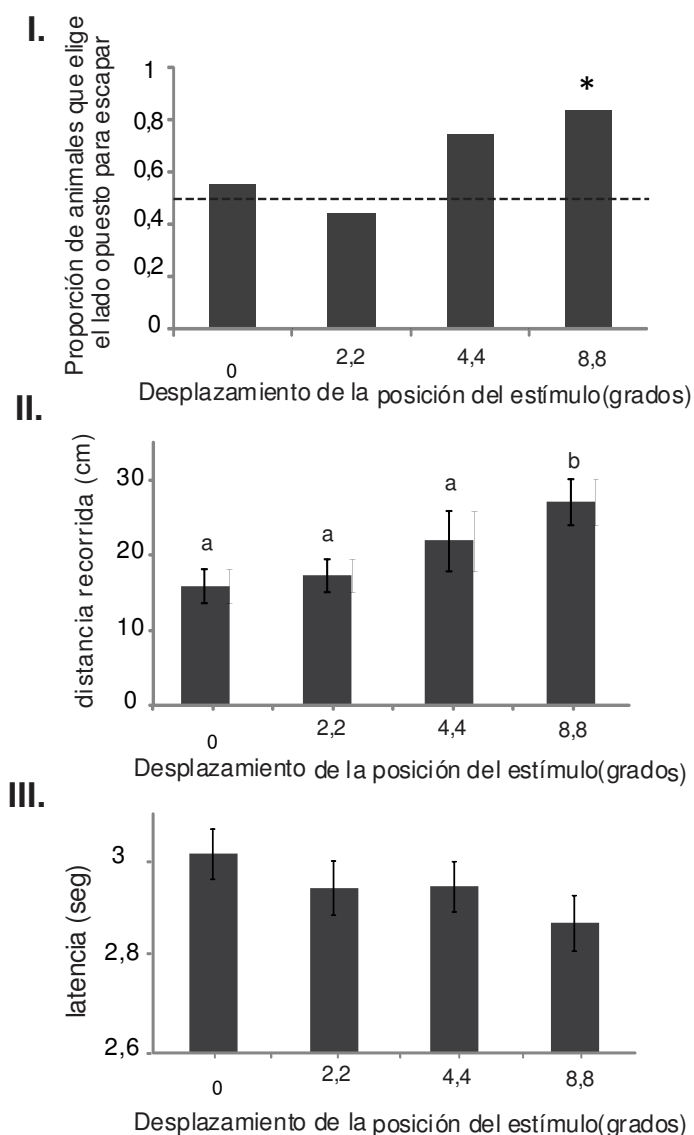 I.
Proporción de animales que elige
el lado opuesto para escapar
1
0,8
0,6
0,4
0,2
0
*
0
2,2
4,4
8,8
Desplazamiento de la posición del estímulo(grados)
II.
distancia recorrida (cm)
30
20
10
0
a
a
a
b
0
2,2
4,4
8,8
Desplazamiento de la posición del estímulo(grados)
III.
latencia (seg)
3
2,8
2,6
0
2,2
4,4
8,8
Desplazamiento de la posición del estímulo(grados)